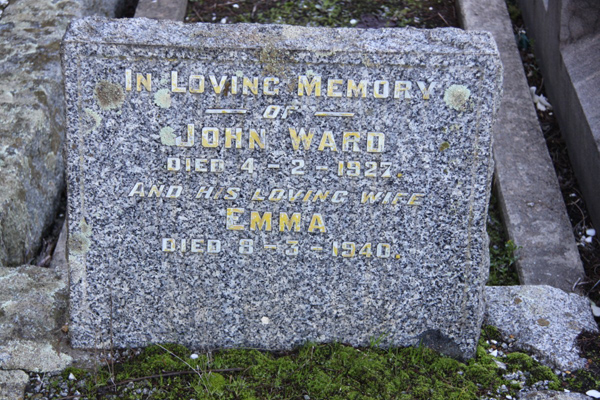 IN LOVING MEMORY
OF
JOHN WARD
DIED 4-2-1927.
AND HIS LOVING WIFE
EMMA
DIED 8-3-1940.